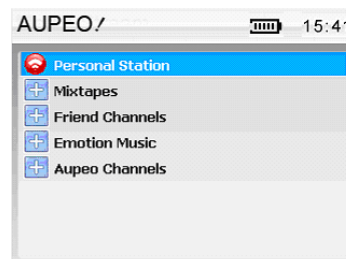 AUPEO!
15:41
Personal Station
Mixtapes
Friend Channels
Emotion Music
Aupeo Channels